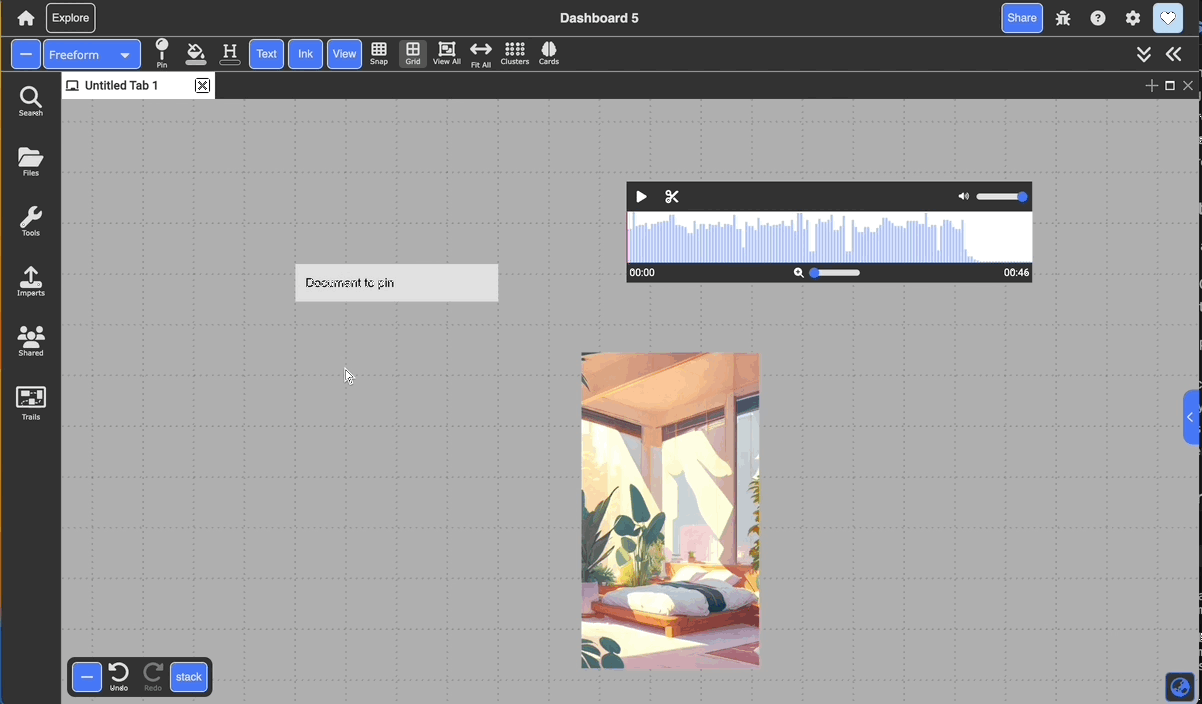 Explore
Dashboard 5
Share
Freeform
Pin
H
Text
Ink
View
Snap
Grid
View All
Fit All
Clusters
Cards
Untitled Tab 1
Search
Files
Tools
Imports
Shared
Trails
Document to pin
00:00
00:46
Undo
Redo
stack